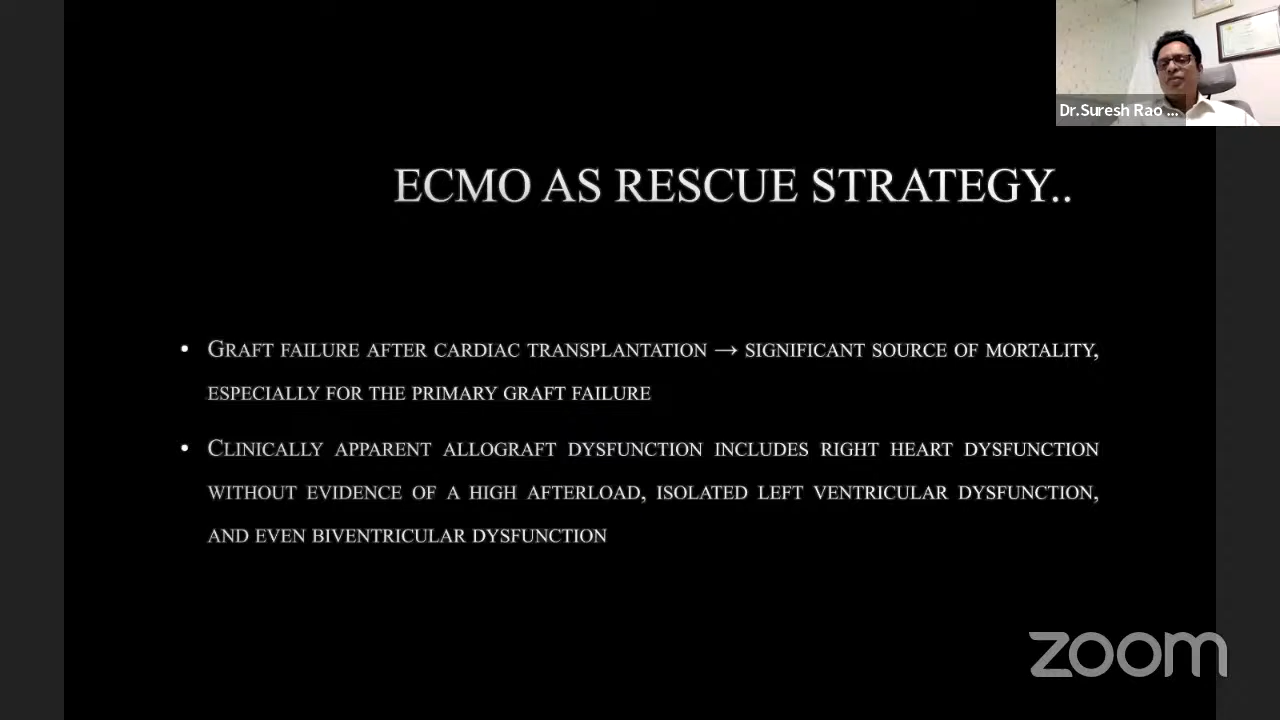 Dr.Suresh Rao ...
ECMO AS RESCUE STRATEGY..
• GRAFT FAILURE AFTER CARDIAC TRANSPLANTATION → SIGNIFICANT SOURCE OF MORTALITY,
ESPECIALLY FOR THE PRIMARY GRAFT FAILURE
• CLINICALLY APPARENT ALLOGRAFT DYSFUNCTION INCLUDES RIGHT HEART DYSFUNCTION
WITHOUT EVIDENCE OF A HIGH AFTERLOAD, ISOLATED LEFT VENTRICULAR DYSFUNCTION,
AND EVEN BIVENTRICULAR DYSFUNCTION
zoom